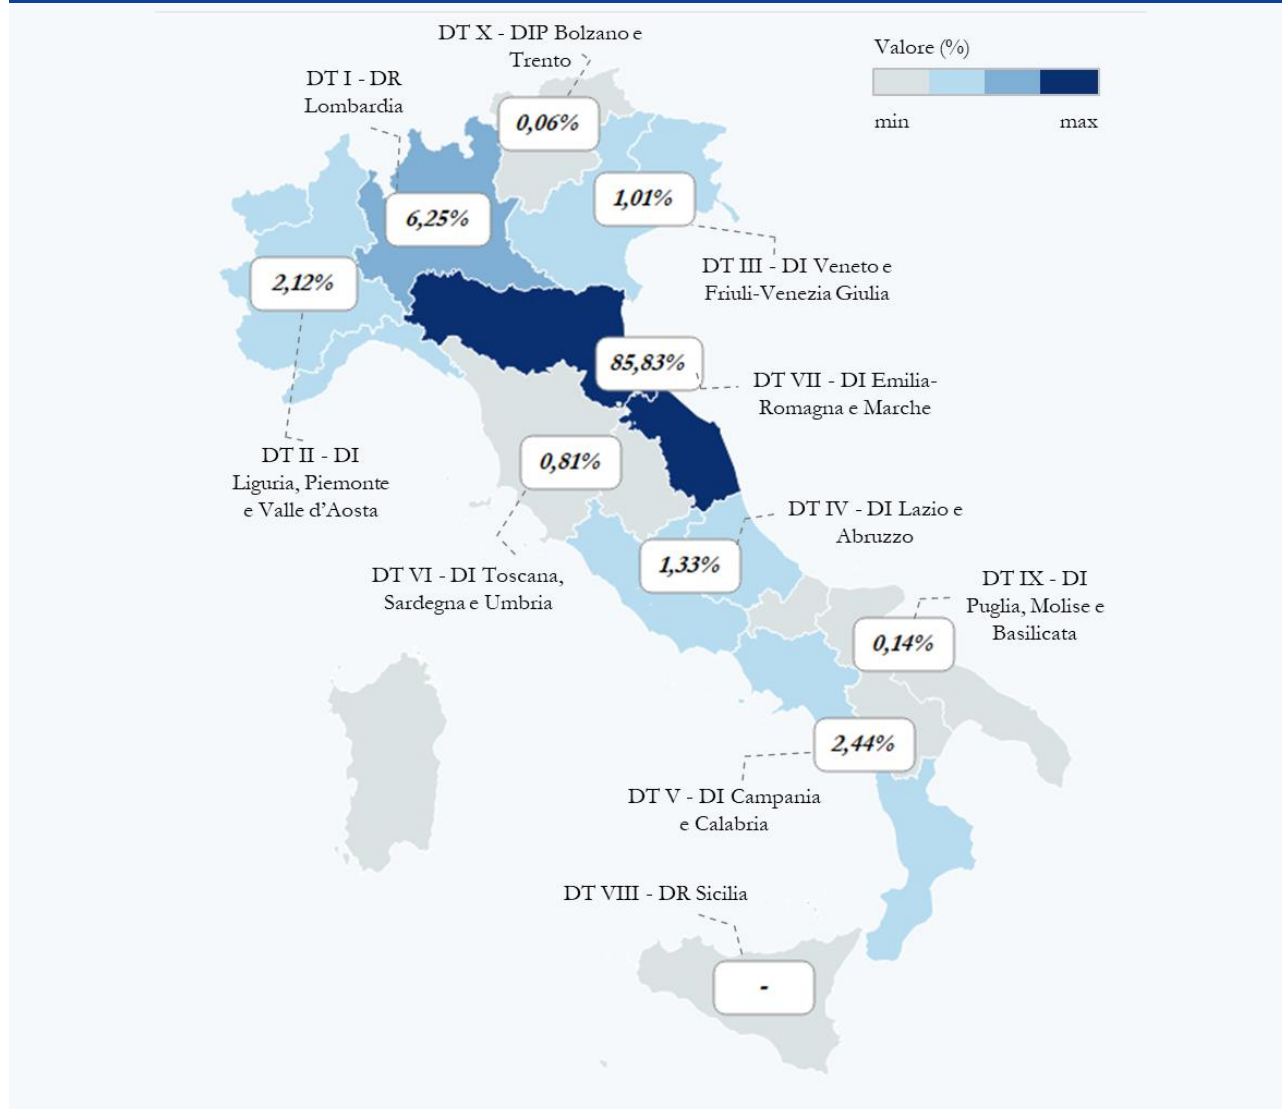 DT X - DIP Bolzano e
Trento
Valore (%)
min max
DT I - DR
Lombardia
0,06%
1,01%
6,25%
DT III - DI Veneto e
Friuli-Venezia Giulia
2,12%
85,83%
DT VII - DI Emilia-
Romagna e Marche
DT II - DI
Liguria, Piemonte
e Valle d’Aosta
0,81%
DT IV - DI Lazio e
Abruzzo
1,33%
DT VI - DI Toscana,
Sardegna e Umbria
DT IX - DI
Puglia, Molise e
Basilicata
0,14%
2,44%
DT V - DI Campania
e Calabria
DT VIII - DR Sicilia
-